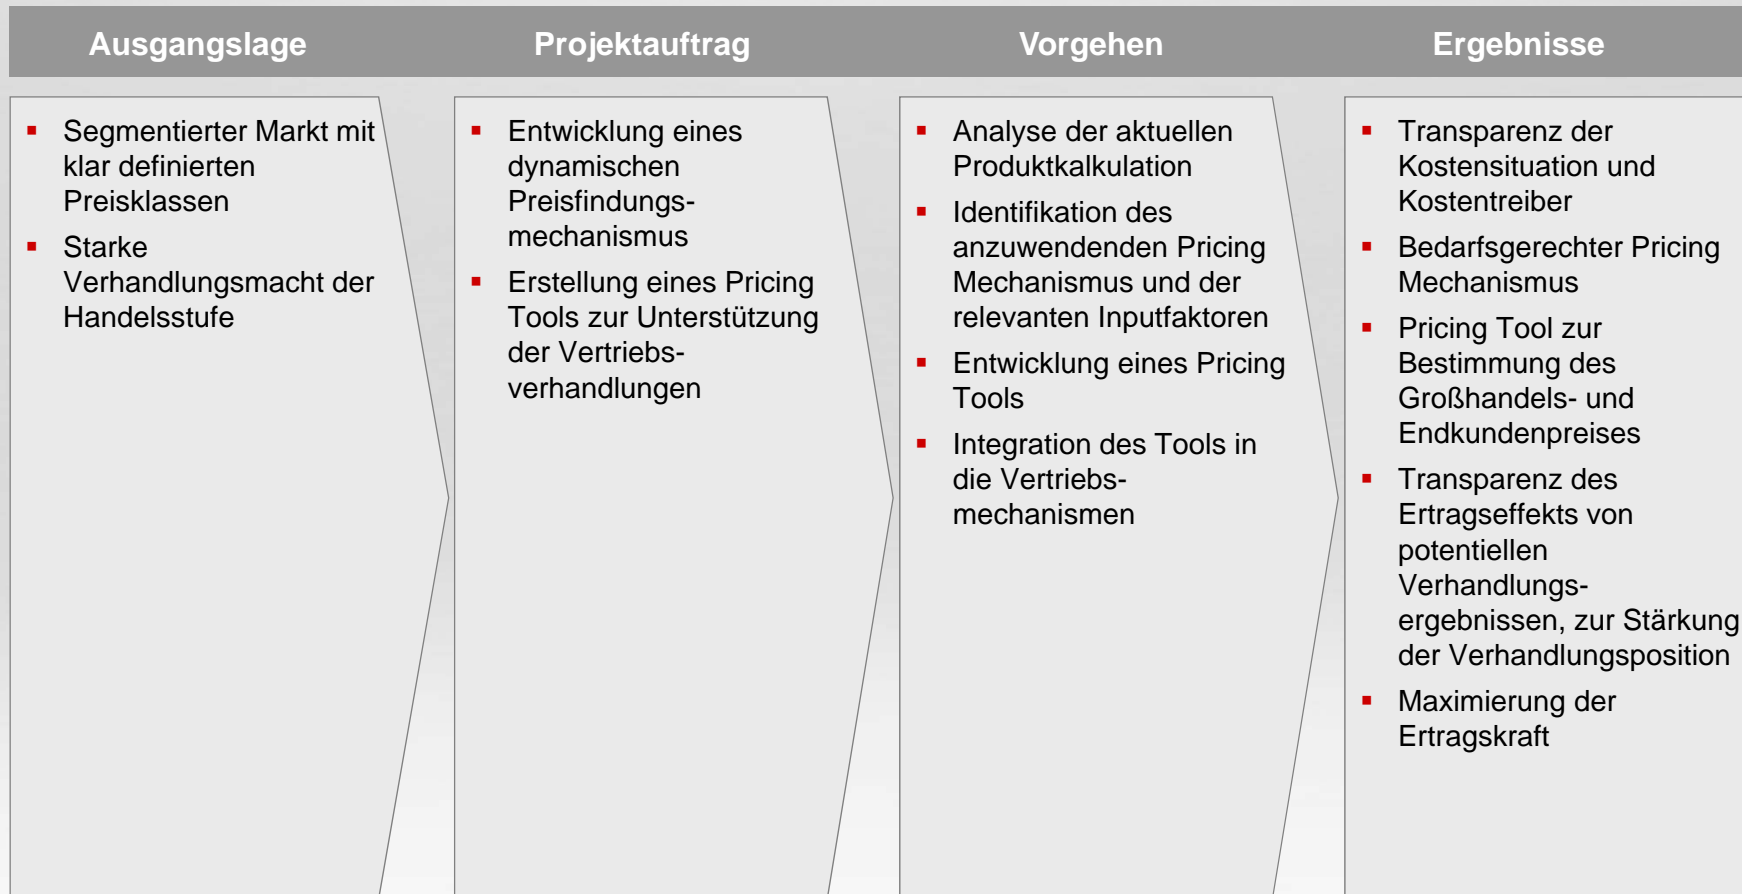 Ausgangslage
Projektauftrag
Vorgehen
Ergebnisse
Segmentierter Markt mit
klar definierten
Preisklassen
Starke
Verhandlungsmacht der
Handelsstufe
Entwicklung eines
dynamischen
Preisfindungs-
mechanismus
Erstellung eines Pricing
Tools zur Unterstützung
der Vertriebs-
verhandlungen
Analyse der aktuellen
Produktkalkulation
Identifikation des
anzuwendenden Pricing
Mechanismus und der
relevanten Inputfaktoren
Entwicklung eines Pricing
Tools
Integration des Tools in
die Vertriebs-
mechanismen
Transparenz der
Kostensituation und
Kostentreiber
Bedarfsgerechter Pricing
Mechanismus
Pricing Tool zur
Bestimmung des
Großhandels- und
Endkundenpreises
Transparenz des
Ertragseffekts von
potentiellen
Verhandlungs-
ergebnissen, zur Stärkung
der Verhandlungsposition
Maximierung der
Ertragskraft